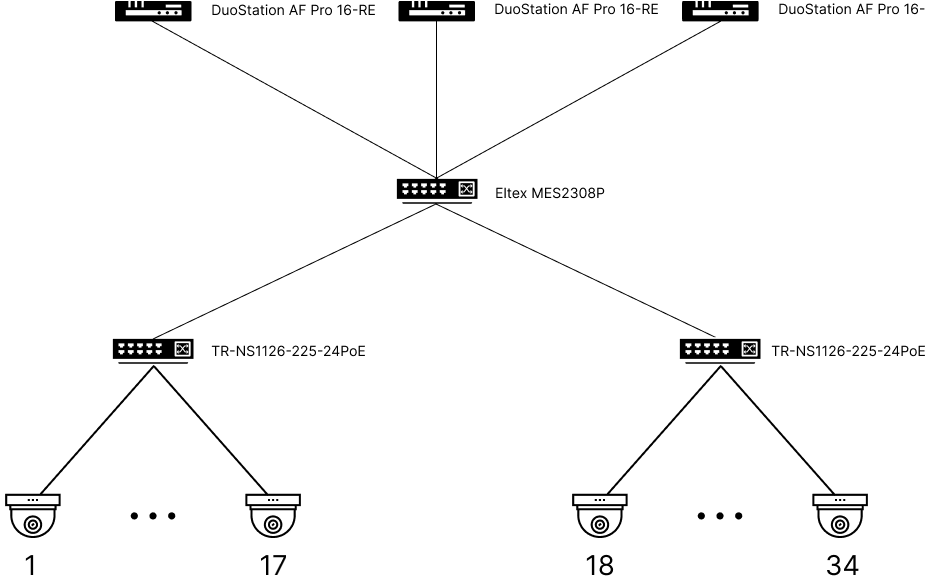 DuoStation AF Pro 16-RE
DuoStation AF Pro 16-RE
DuoStation AF Pro 16-
Eltex MES2308P
TR-NS1126-225-24PoE
TR-NS1126-225-24PoE
1
17
18
34